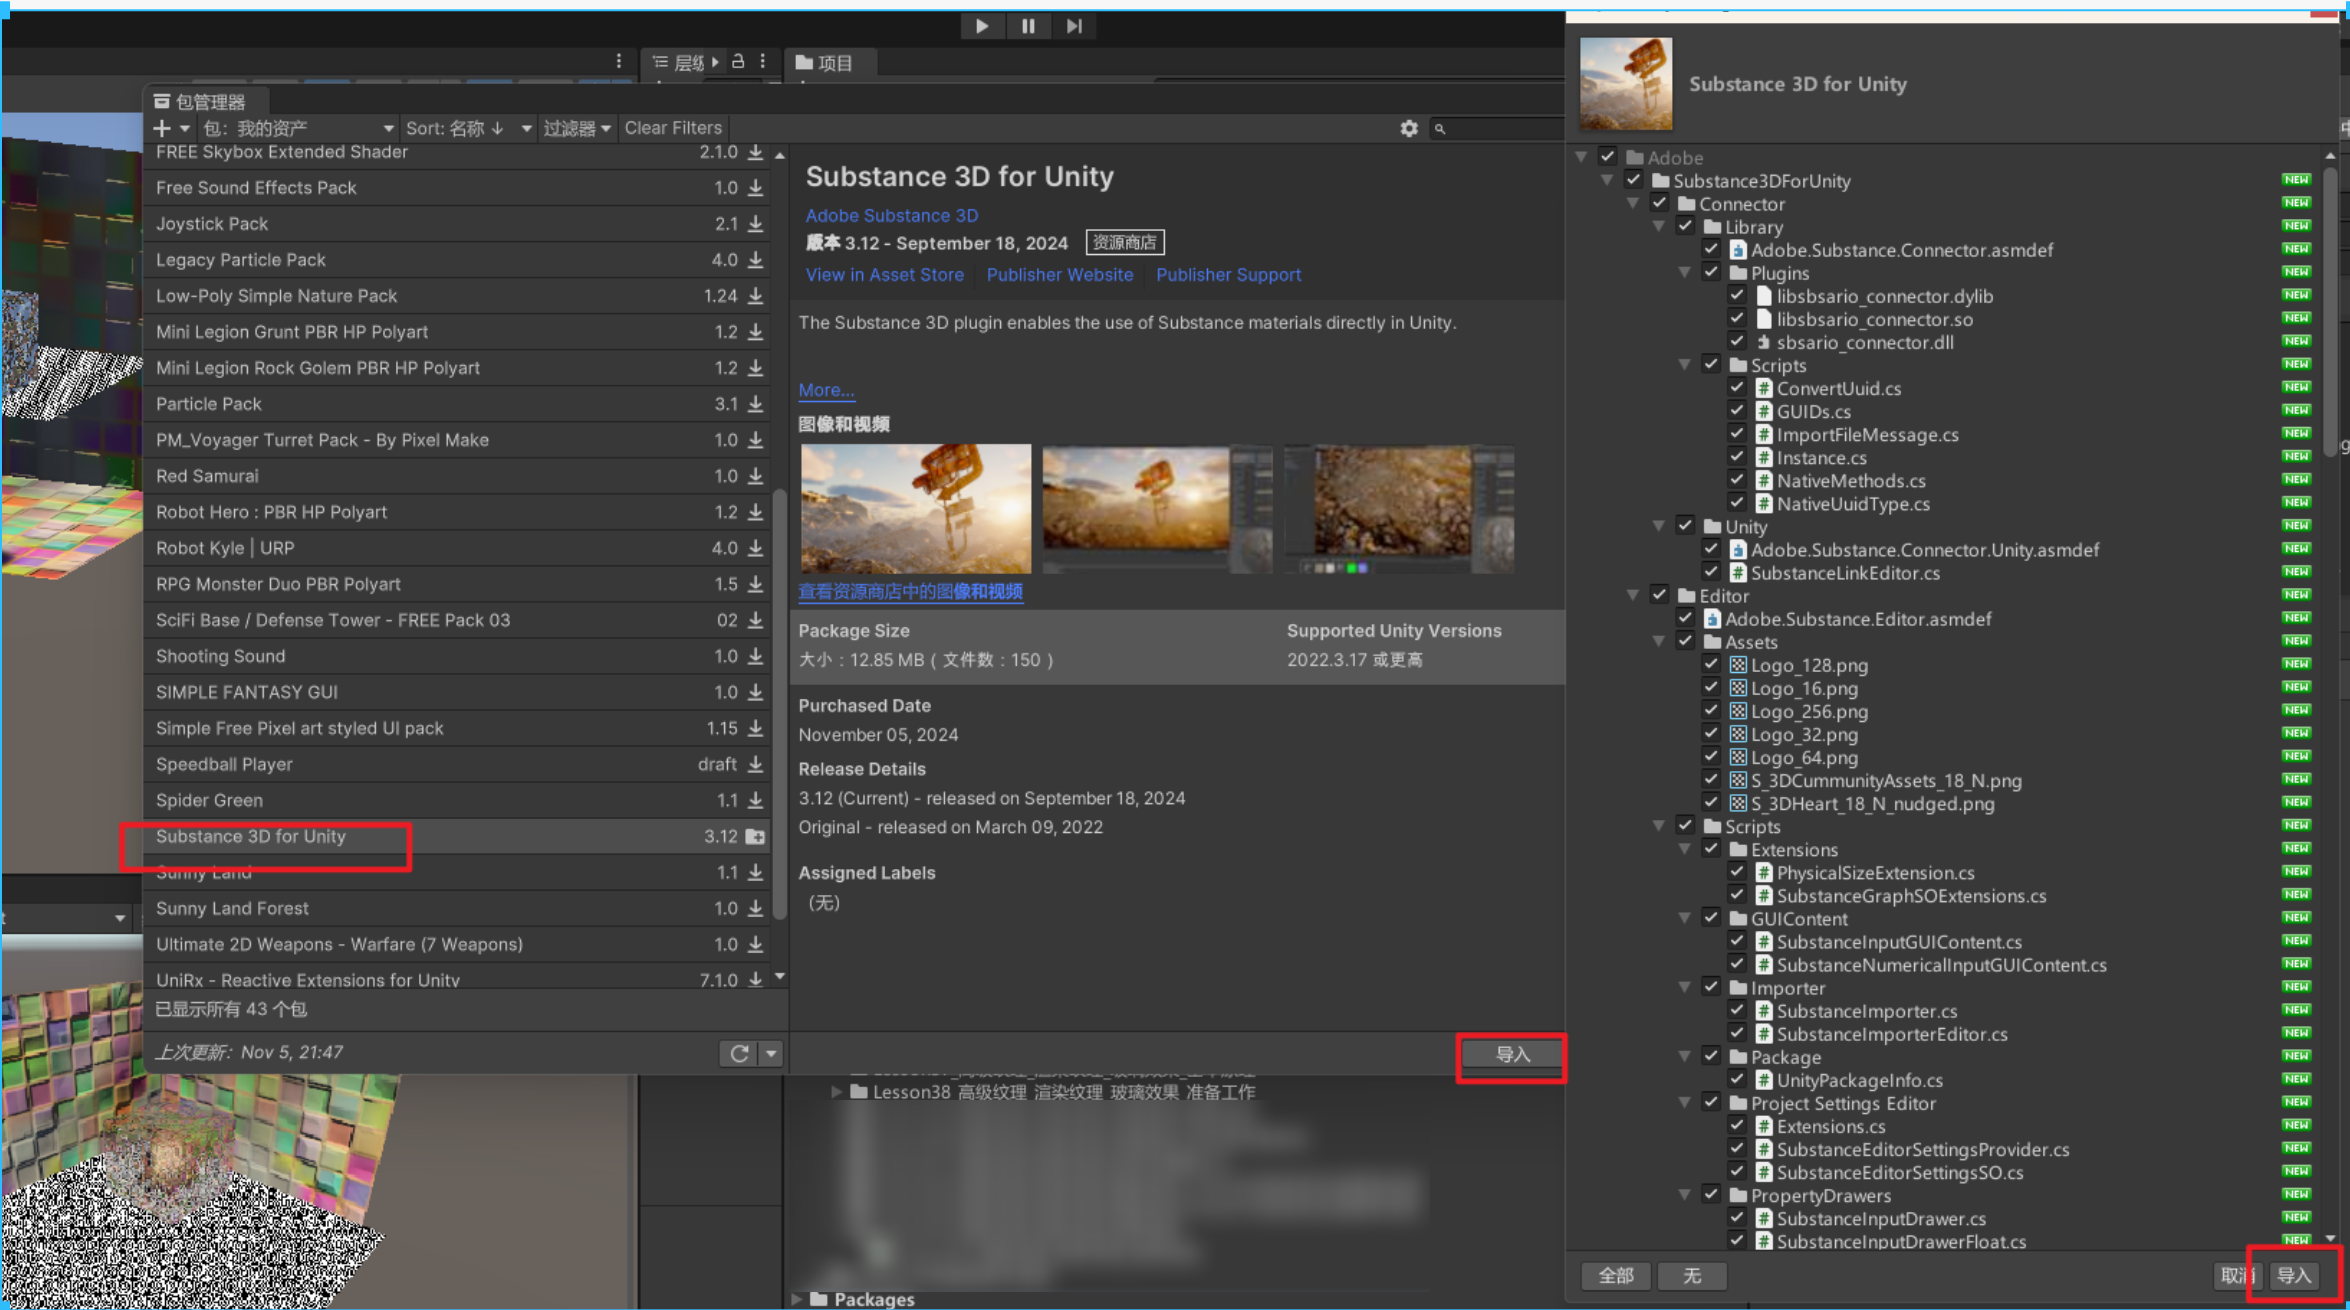 层级
项目
包管理器
包: 我的资产
Sort: 名称 ↓
过滤器
Clear Filters
FREE Skybox Extended Shader 2.1.0
Free Sound Effects Pack 1.0
Joystick Pack 2.1
Legacy Particle Pack 4.0
Low-Poly Simple Nature Pack 1.24
Mini Legion Grunt PBR HP Polyart 1.2
Mini Legion Rock Golem PBR HP Polyart 1.2
Particle Pack 3.1
PM_Voyager Turret Pack - By Pixel Make 1.0
Red Samurai 1.0
Robot Hero : PBR HP Polyart 1.2
Robot Kyle | URP 4.0
RPG Monster Duo PBR Polyart 1.5
SciFi Base / Defense Tower - FREE Pack 03 02
Shooting Sound 1.0
SIMPLE FANTASY GUI 1.0
Simple Free Pixel art styled UI pack 1.15
Speedball Player draft
Spider Green 1.1
Substance 3D for Unity 3.12
Sunny Land 1.1
Sunny Land Forest 1.0
Ultimate 2D Weapons - Warfare (7 Weapons) 1.0
UniRx - Reactive Extensions for Unity 7.1.0
已显示所有 43 个包
上次更新: Nov 5, 21:47
Substance 3D for Unity
Adobe Substance 3D
版本 3.12 - September 18, 2024 资源商店
View in Asset Store Publisher Website Publisher Support
The Substance 3D plugin enables the use of Substance materials directly in Unity.
More...
图像和视频
查看资源商店中的图像和视频
Package Size Supported Unity Versions
大小：12.85 MB（文件数：150 ） 2022.3.17 或更高
Purchased Date
November 05, 2024
Release Details
3.12 (Current) - released on September 18, 2024
Original - released on March 09, 2022
Assigned Labels
(无)
导入
Lesson38_高级纹理_渲染纹理_玻璃效果_准备工作
Packages
Substance 3D for Unity
Adobe
Substance3DForUnity NEW
Connector NEW
Library NEW
Adobe.Substance.Connector.asmdef NEW
Plugins NEW
libsbsario_connector.dylib NEW
libsbsario_connector.so NEW
sbsario_connector.dll NEW
Scripts NEW
ConvertUuid.cs NEW
GUIDs.cs NEW
ImportFileMessage.cs NEW
Instance.cs NEW
NativeMethods.cs NEW
NativeUuidType.cs NEW
Unity NEW
Adobe.Substance.Connector.Unity.asmdef NEW
SubstanceLinkEditor.cs NEW
Editor NEW
Adobe.Substance.Editor.asmdef NEW
Assets NEW
Logo_128.png NEW
Logo_16.png NEW
Logo_256.png NEW
Logo_32.png NEW
Logo_64.png NEW
S_3DCummunityAssets_18_N.png NEW
S_3DHeart_18_N_nudged.png NEW
Scripts NEW
Extensions NEW
PhysicalSizeExtension.cs NEW
SubstanceGraphSOExtensions.cs NEW
GUIContent NEW
SubstanceInputGUIContent.cs NEW
SubstanceNumericalInputGUIContent.cs NEW
Importer NEW
SubstanceImporter.cs NEW
SubstanceImporterEditor.cs NEW
Package NEW
UnityPackageInfo.cs NEW
Project Settings Editor NEW
Extensions.cs NEW
SubstanceEditorSettingsProvider.cs NEW
SubstanceEditorSettingsSO.cs NEW
PropertyDrawers NEW
SubstanceInputDrawer.cs NEW
SubstanceInputDrawerFloat.cs NEW
全部 无 取消 导入